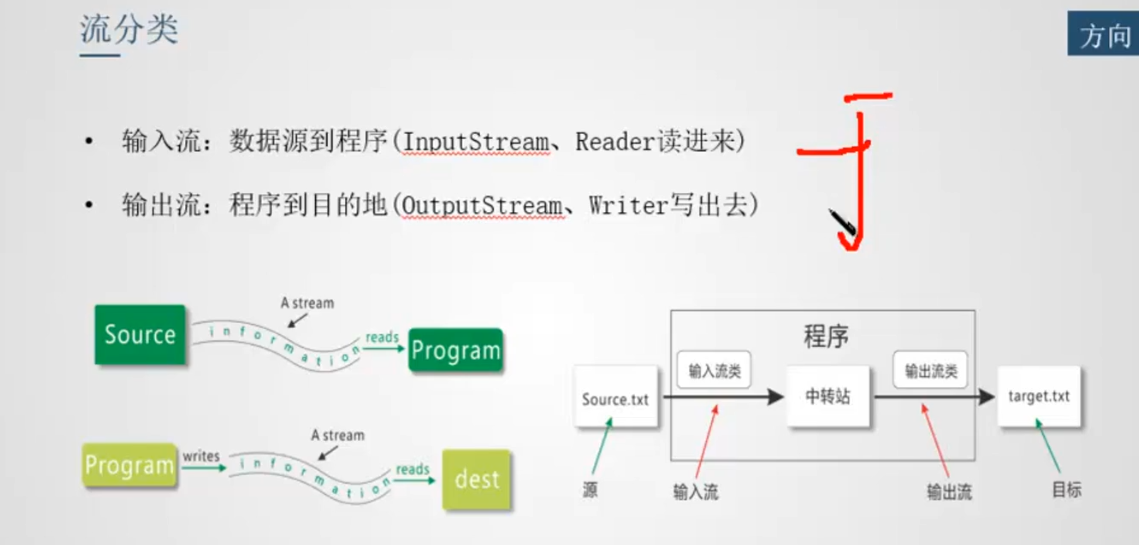 流分类
方向
• 输入流：数据源到程序(InputStream、Reader读进来)
• 输出流：程序到目的地(OutputStream、Writer写出去)
A stream
Source
information
reads
Program
A stream
Program
writes
information
reads
dest
程序
输入流类
输出流类
Source.txt
中转站
target.txt
源
输入流
输出流
目标